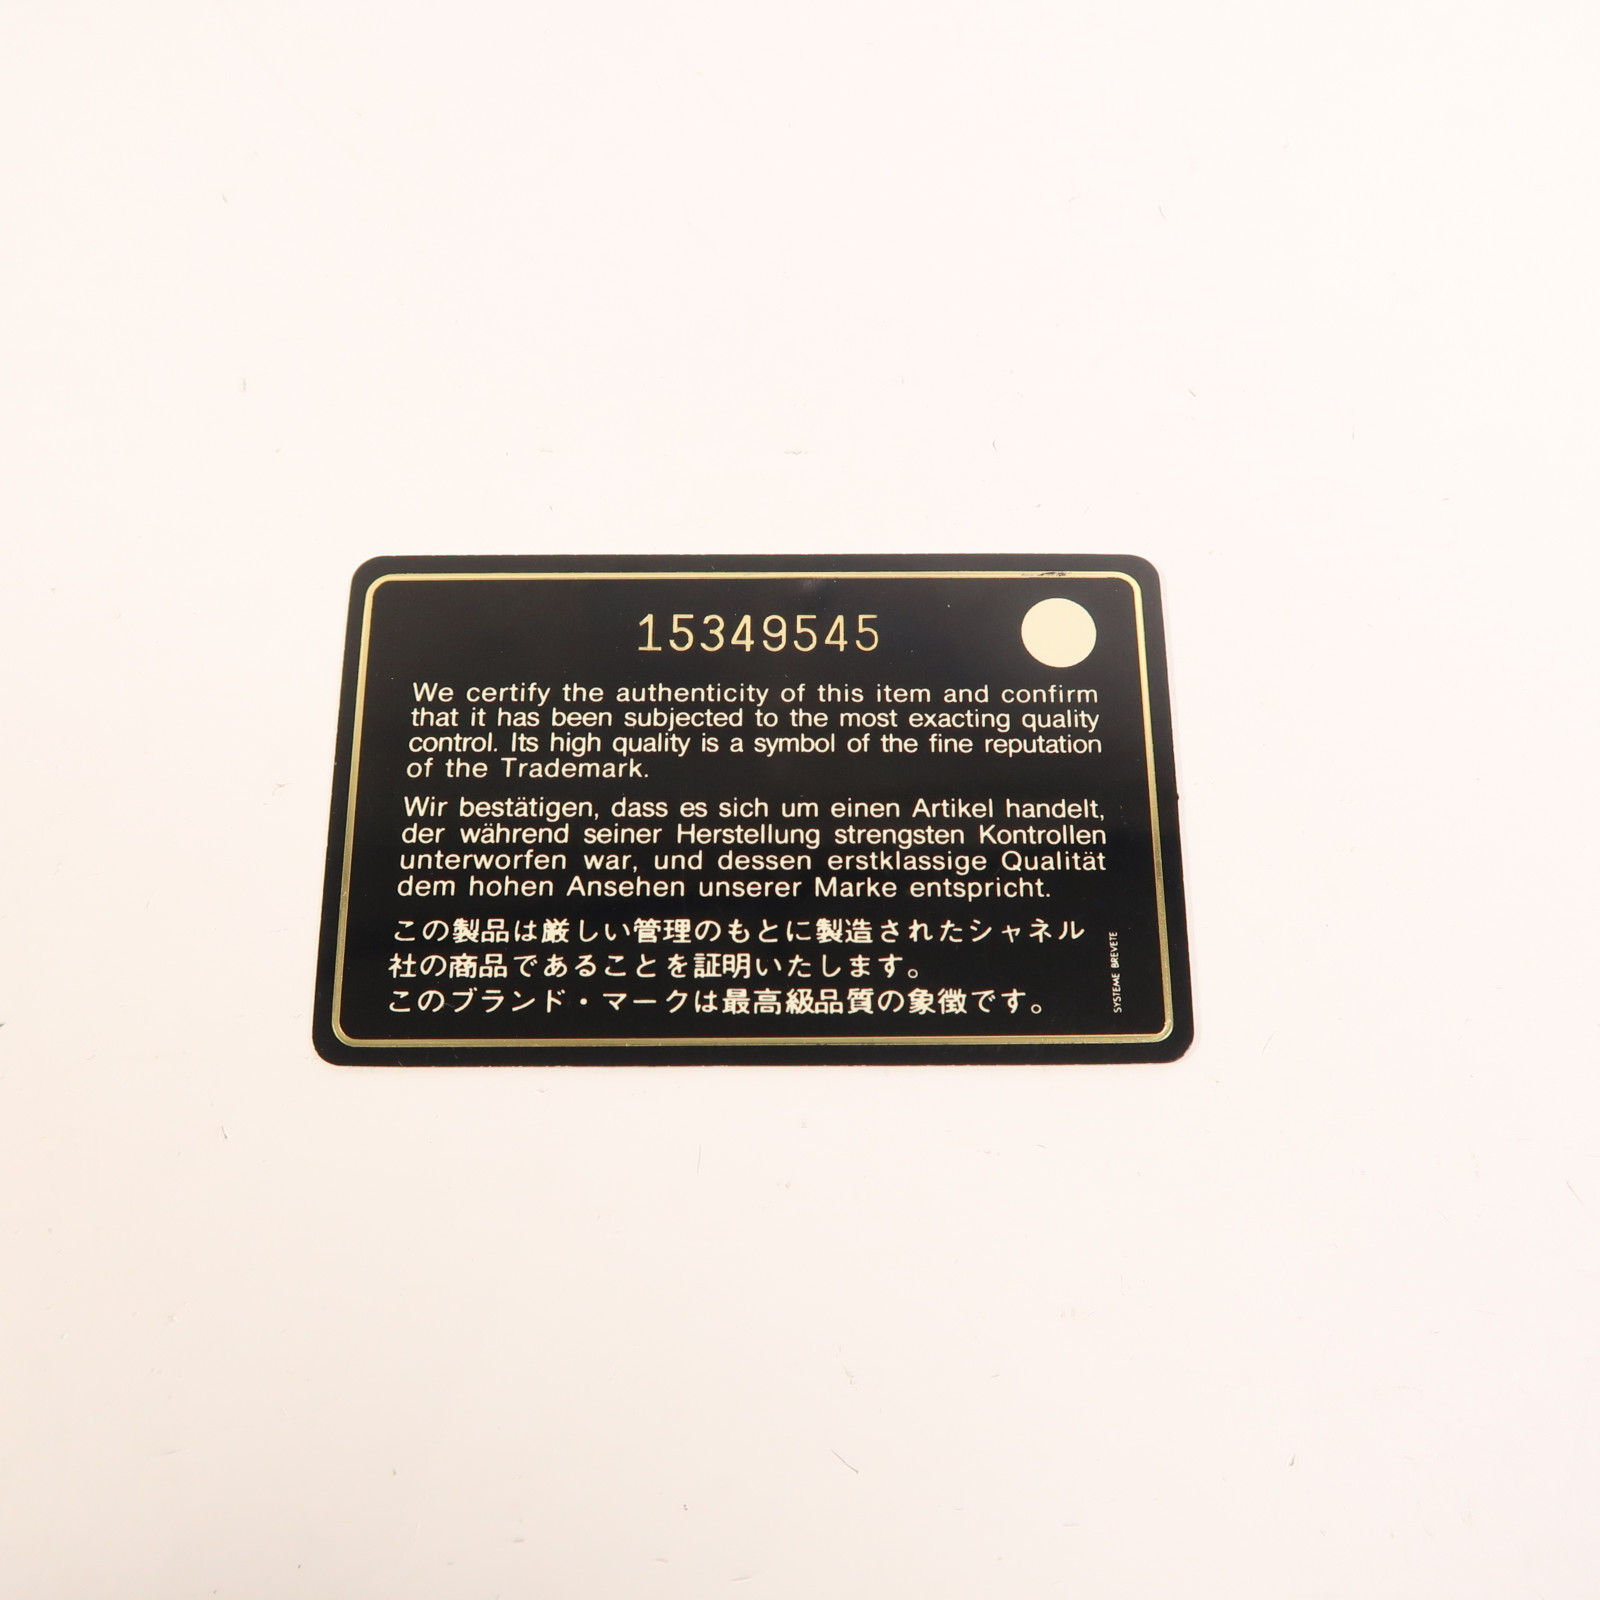 15349545
We certify the authenticity of this item and confirm
that it has been subjected to the most exacting quality
control. Its high quality is a symbol of the fine reputation
of the Trademark.
Wir bestätigen, dass es sich um einen Artikel handelt,
der während seiner Herstellung strengsten Kontrollen
unterworfen war, und dessen erstklassige Qualität
dem hohen Ansehen unserer Marke entspricht.
この製品は厳しい管理のもとに製造されたシャネル
社の商品であることを証明いたします。
このブランド・マークは最高級品質の象徴です。
SYSTEME BREVETE